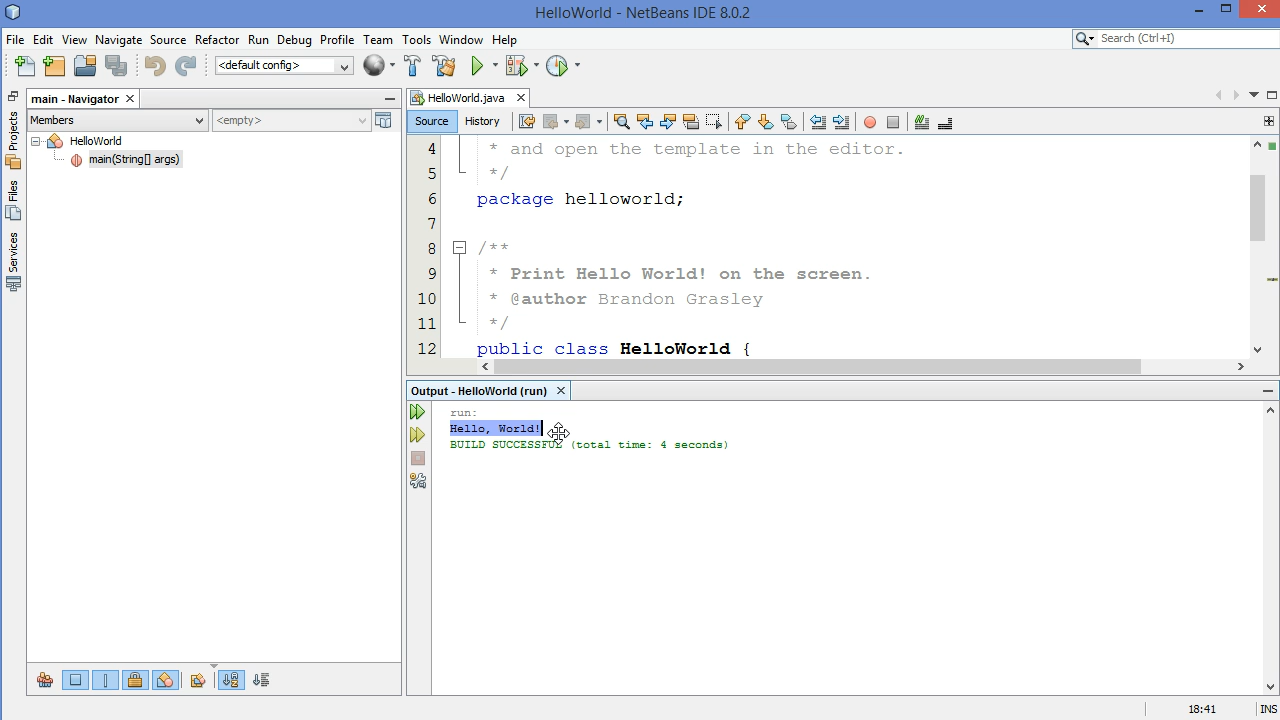 HelloWorld - NetBeans IDE 8.0.2
File Edit View Navigate Source Refactor Run Debug Profile Team Tools Window Help
Search (Ctrl+I)
<default config>
main - Navigator
Members
<empty>
HelloWorld
main(String[] args)
Projects
Files
Services
HelloWorld.java
Source History
4 * and open the template in the editor.
5 */
6 package helloworld;
7
8 /**
9 * Print Hello World! on the screen.
10 * @author Brandon Grasley
11 */
12 public class HelloWorld {
Output - HelloWorld (run)
run:
Hello, World!
BUILD SUCCESSFUL (total time: 4 seconds)
18:41 INS